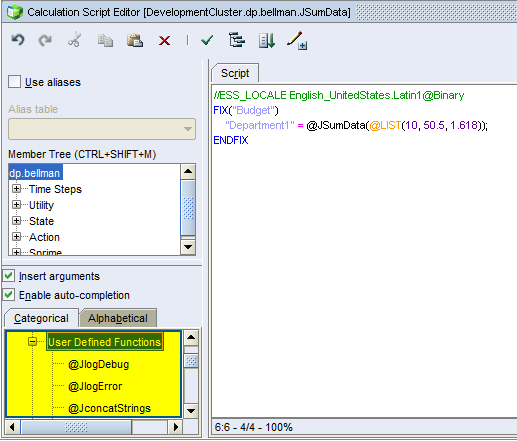 Calculation Script Editor [DevelopmentCluster.dp.bellman.JSumData]
Use aliases
Alias table
Member Tree (CTRL+SHIFT+M)
dp.bellman
Time Steps
Utility
State
Action
Sprime
Insert arguments
Enable auto-completion
Categorical
Alphabetical
User Defined Functions
@JlogDebug
@JlogError
@JconcatStrings
Script
//ESS_LOCALE English_UnitedStates.Latin1@Binary
FIX("Budget")
"Department1" = @JSumData(@LIST(10, 50.5, 1.618));
ENDFIX
6:6 - 4/4 - 100%